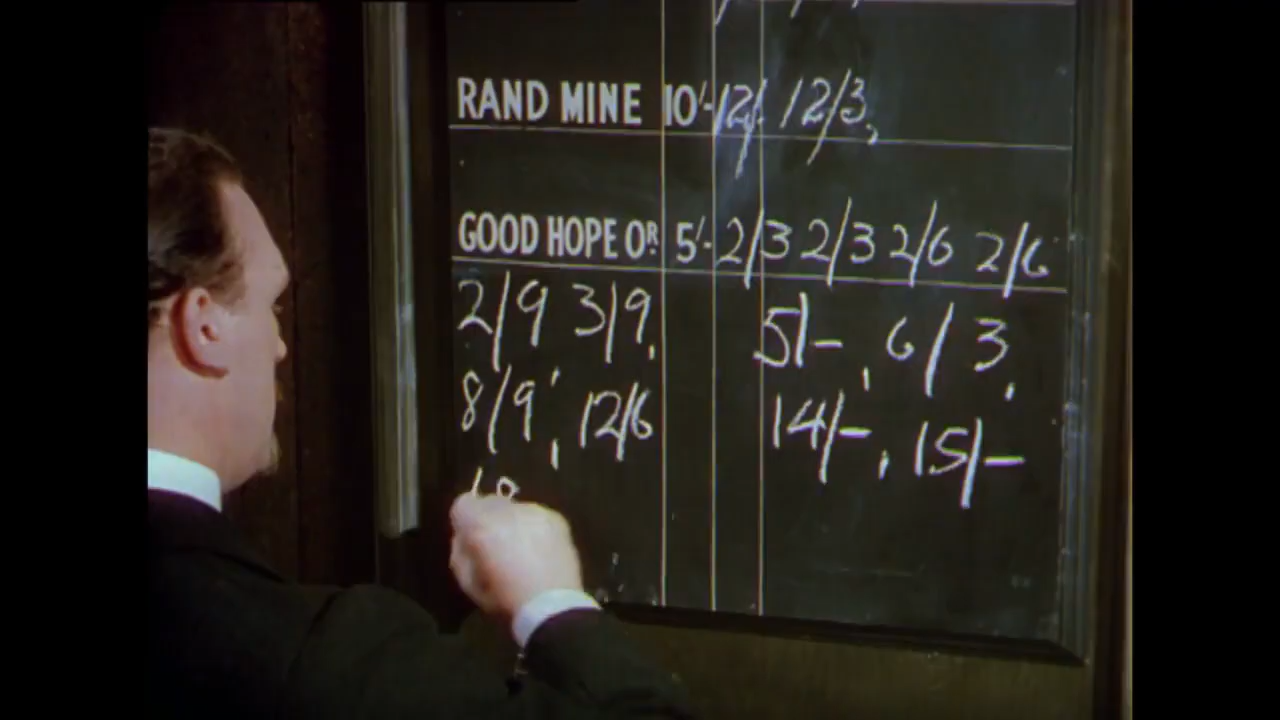 RAND MINE 10'- 12/- 12/3,
GOOD HOPE OR 5'- 2/3 2/3 2/6 2/6
2/9 3/9, 5/-, 6/3,
8/9, 12/6 14/-, 15/-
18